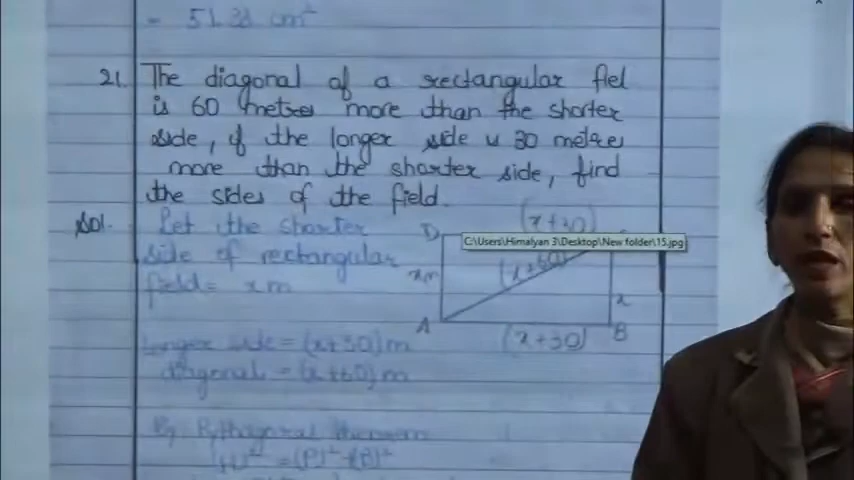 = 51.38 cm²
21. The diagonal of a rectangular fiel
is 60 metres more than the shorter
side, if the longer side is 30 metres
more than the shorter side, find
the sides of the field.
Sol. Let the shorter
side of rectangular
field = x m
D (x+30)
C:\Users\Himalyan 3\Desktop\New folder\15.jpg
x m (x+60) x
A (x+30) B
Longer side = (x+30) m
diagonal = (x+60) m
By Pythagoras theorem
(H)² = (P)² + (B)²